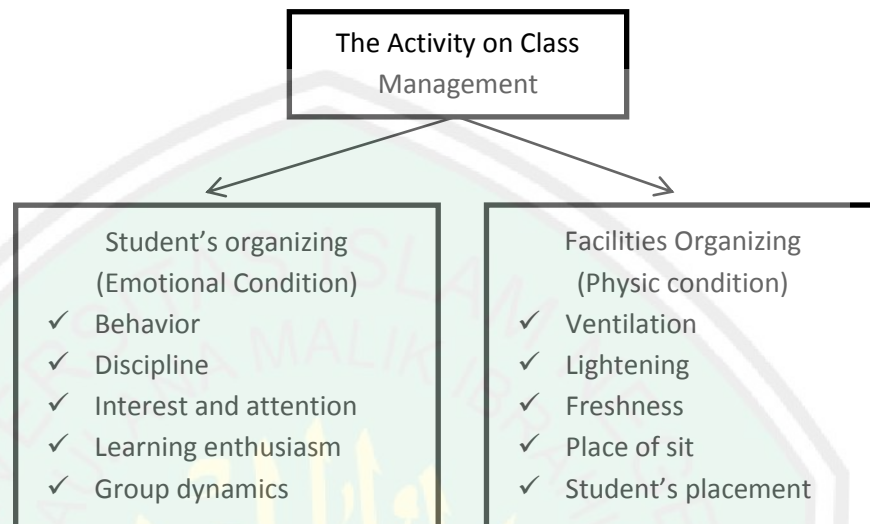 The Activity on Class
Management
Student's organizing
(Emotional Condition)
✓ Behavior
✓ Discipline
✓ Interest and attention
✓ Learning enthusiasm
✓ Group dynamics
Facilities Organizing
(Physic condition)
✓ Ventilation
✓ Lightening
✓ Freshness
✓ Place of sit
✓ Student's placement